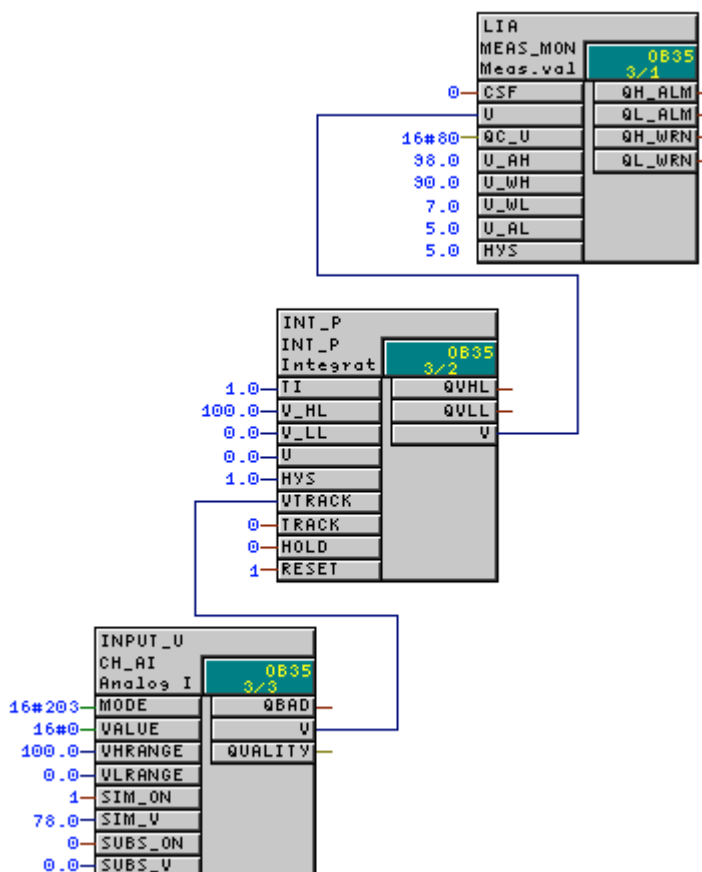 LIA
MEAS_MON
OB35
Meas.val
3/1
0 CSF QH_ALM
U QL_ALM
16#80 QC_U QH_WRN
98.0 U_AH QL_WRN
90.0 U_WH
7.0 U_WL
5.0 U_AL
5.0 HYS
INT_P
INT_P
OB35
Integrat
3/2
1.0 TI QVHL
100.0 V_HL QVLL
0.0 V_LL V
0.0 U
1.0 HYS
VTRACK
0 TRACK
0 HOLD
1 RESET
INPUT_U
CH_AI
OB35
Analog I
3/3
16#203 MODE QBAD
16#0 VALUE V
100.0 VHRANGE QUALITY
0.0 VLRANGE
1 SIM_ON
78.0 SIM_V
0 SUBS_ON
0.0 SUBS_V